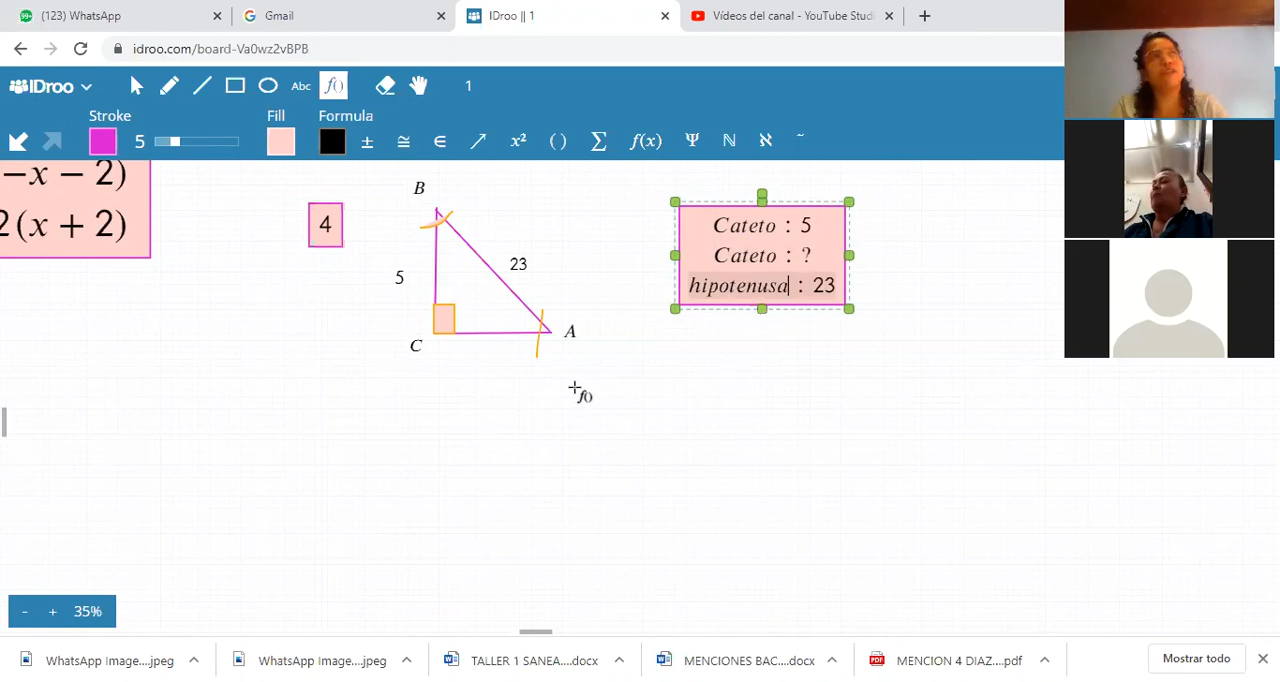 (123) WhatsApp
Gmail
IDroo || 1
Vídeos del canal - YouTube Studi
idroo.com/board-Va0wz2vBPB
IDroo
Abc
f()
1
Stroke
Fill
Formula
5
± ≅ ∈ ↗ x² ( ) ∑ f(x) Ψ ℕ ℵ ~
−x − 2)
2(x + 2)
4
B
5
23
C
A
Cateto : 5
Cateto : ?
hipotenusa : 23
f()
- + 35%
WhatsApp Image....jpeg
WhatsApp Image....jpeg
TALLER 1 SANEA....docx
MENCIONES BAC....docx
MENCION 4 DIAZ....pdf
Mostrar todo